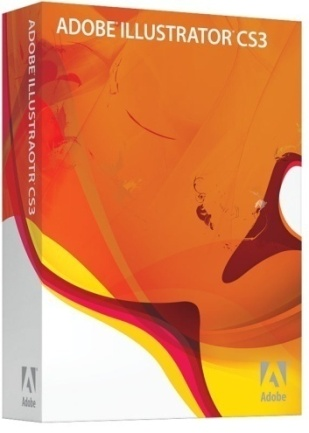 ADOBE ILLUSTRATOR CS3
ADOBE ILLUSTRAOTR CS3
Adobe
Adobe